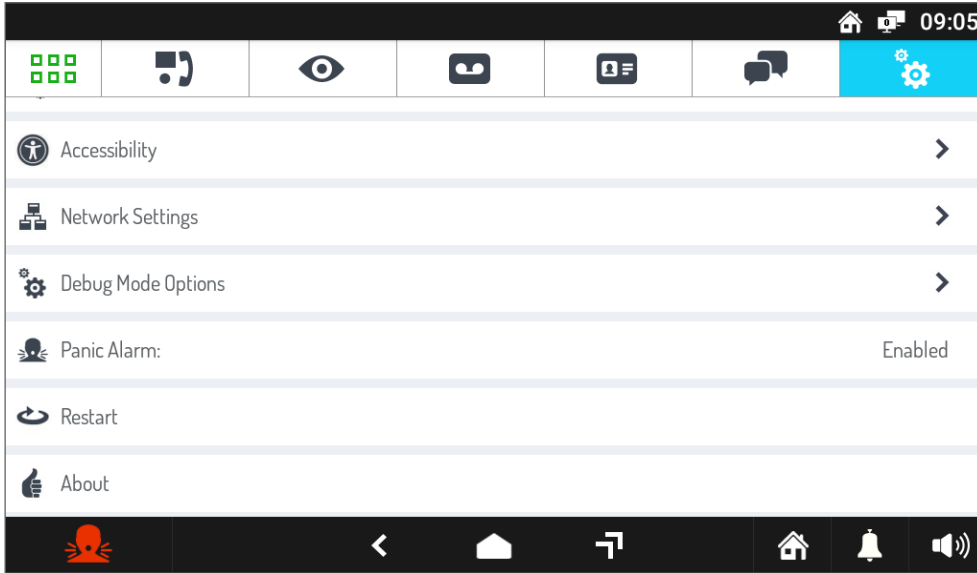 09:05
Accessibility
Network Settings
Debug Mode Options
Panic Alarm: Enabled
Restart
About